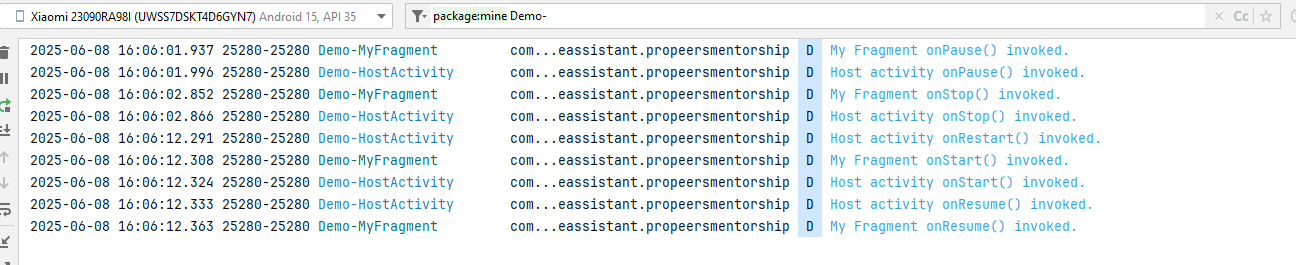 Xiaomi 23090RA98I (UWSS7DSKT4D6GYN7) Android 15, API 35 package:mine Demo- Cc
2025-06-08 16:06:01.937 25280-25280 Demo-MyFragment com...eassistant.propeersmentorship D My Fragment onPause() invoked.
2025-06-08 16:06:01.996 25280-25280 Demo-HostActivity com...eassistant.propeersmentorship D Host activity onPause() invoked.
2025-06-08 16:06:02.852 25280-25280 Demo-MyFragment com...eassistant.propeersmentorship D My Fragment onStop() invoked.
2025-06-08 16:06:02.866 25280-25280 Demo-HostActivity com...eassistant.propeersmentorship D Host activity onStop() invoked.
2025-06-08 16:06:12.291 25280-25280 Demo-HostActivity com...eassistant.propeersmentorship D Host activity onRestart() invoked.
2025-06-08 16:06:12.308 25280-25280 Demo-MyFragment com...eassistant.propeersmentorship D My Fragment onStart() invoked.
2025-06-08 16:06:12.324 25280-25280 Demo-HostActivity com...eassistant.propeersmentorship D Host activity onStart() invoked.
2025-06-08 16:06:12.333 25280-25280 Demo-HostActivity com...eassistant.propeersmentorship D Host activity onResume() invoked.
2025-06-08 16:06:12.363 25280-25280 Demo-MyFragment com...eassistant.propeersmentorship D My Fragment onResume() invoked.